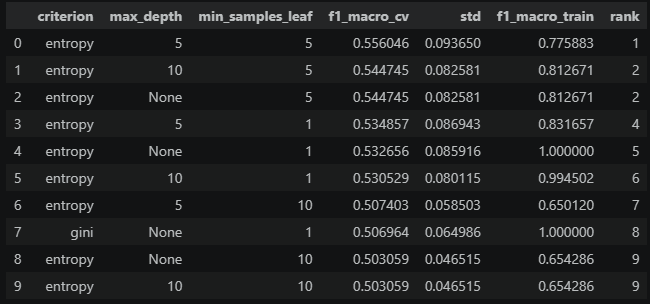 criterion max_depth min_samples_leaf f1_macro_cv std f1_macro_train rank
0 entropy 5 5 0.556046 0.093650 0.775883 1
1 entropy 10 5 0.544745 0.082581 0.812671 2
2 entropy None 5 0.544745 0.082581 0.812671 2
3 entropy 5 1 0.534857 0.086943 0.831657 4
4 entropy None 1 0.532656 0.085916 1.000000 5
5 entropy 10 1 0.530529 0.080115 0.994502 6
6 entropy 5 10 0.507403 0.058503 0.650120 7
7 gini None 1 0.506964 0.064986 1.000000 8
8 entropy None 10 0.503059 0.046515 0.654286 9
9 entropy 10 10 0.503059 0.046515 0.654286 9